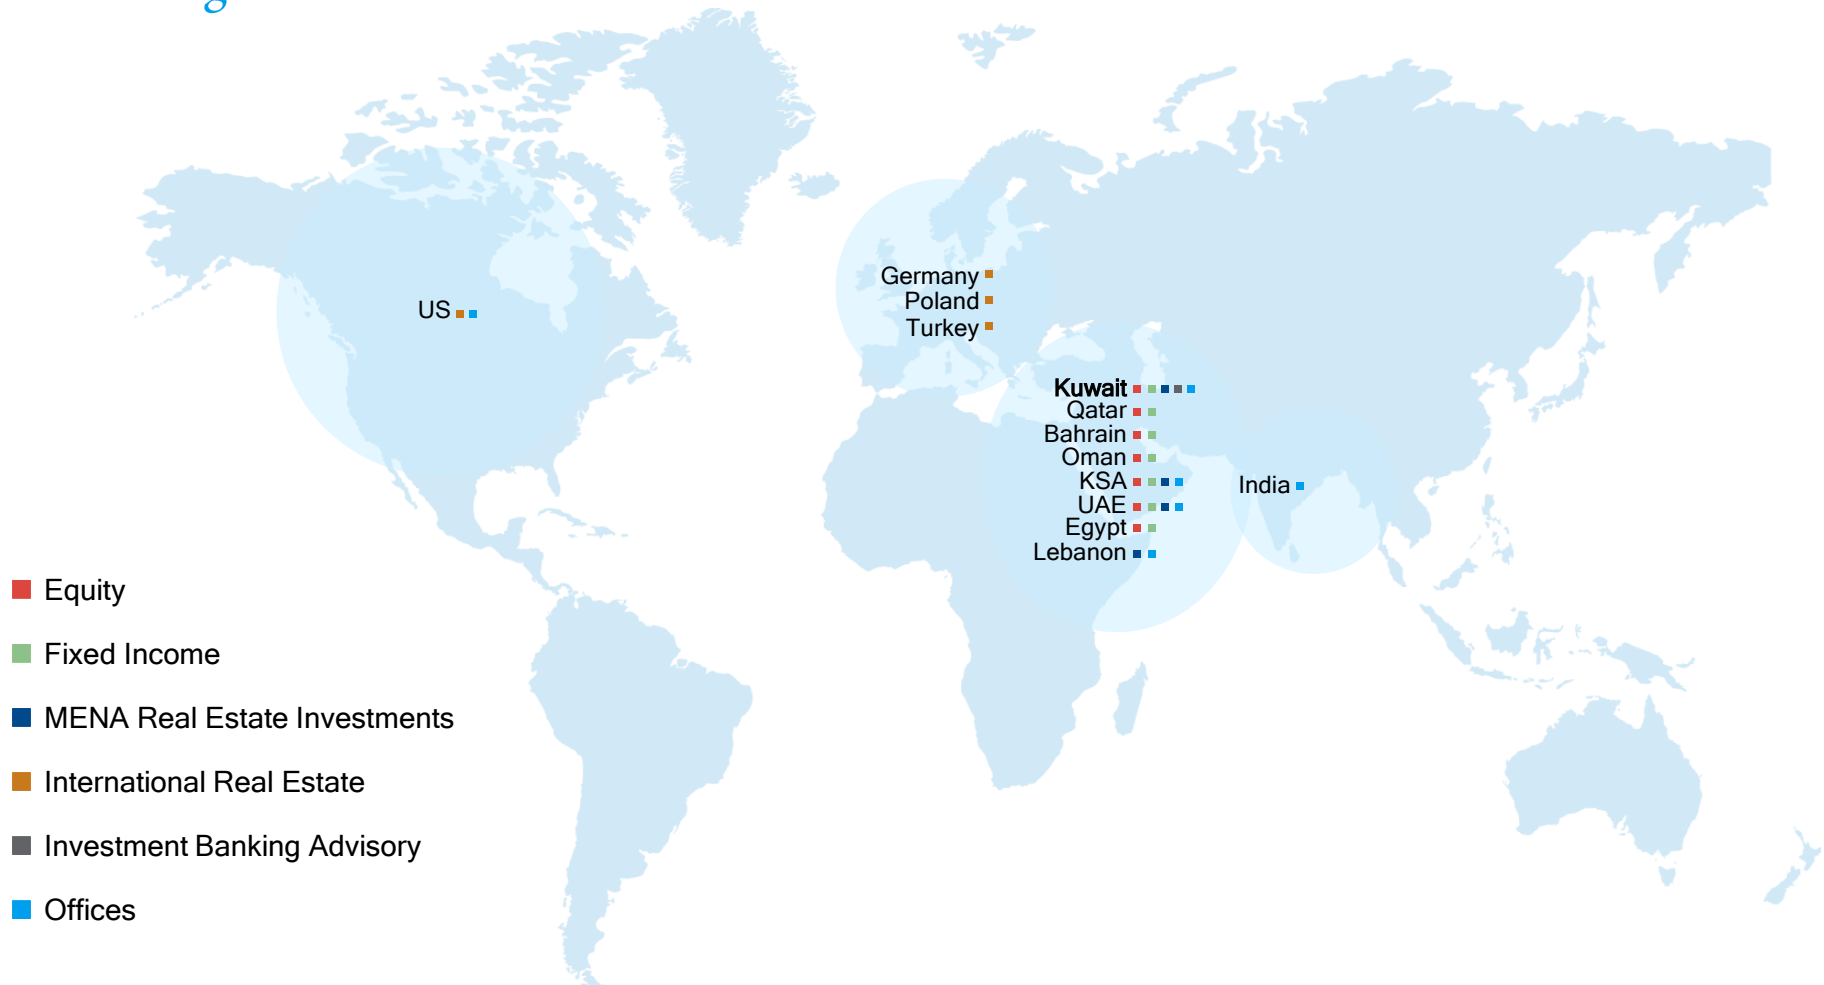 US
Germany
Poland
Turkey
Kuwait
Qatar
Bahrain
Oman
KSA
UAE
Egypt
Lebanon
India
Equity
Fixed Income
MENA Real Estate Investments
International Real Estate
Investment Banking Advisory
Offices